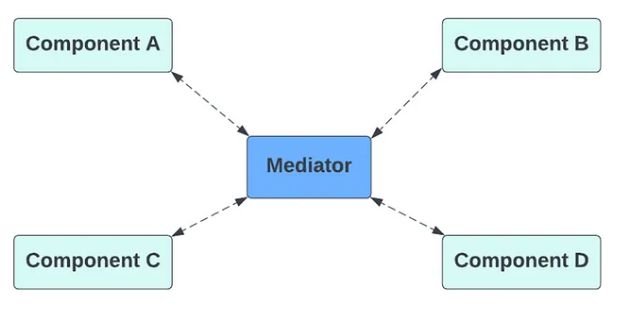 Component A
Component B
Mediator
Component C
Component D